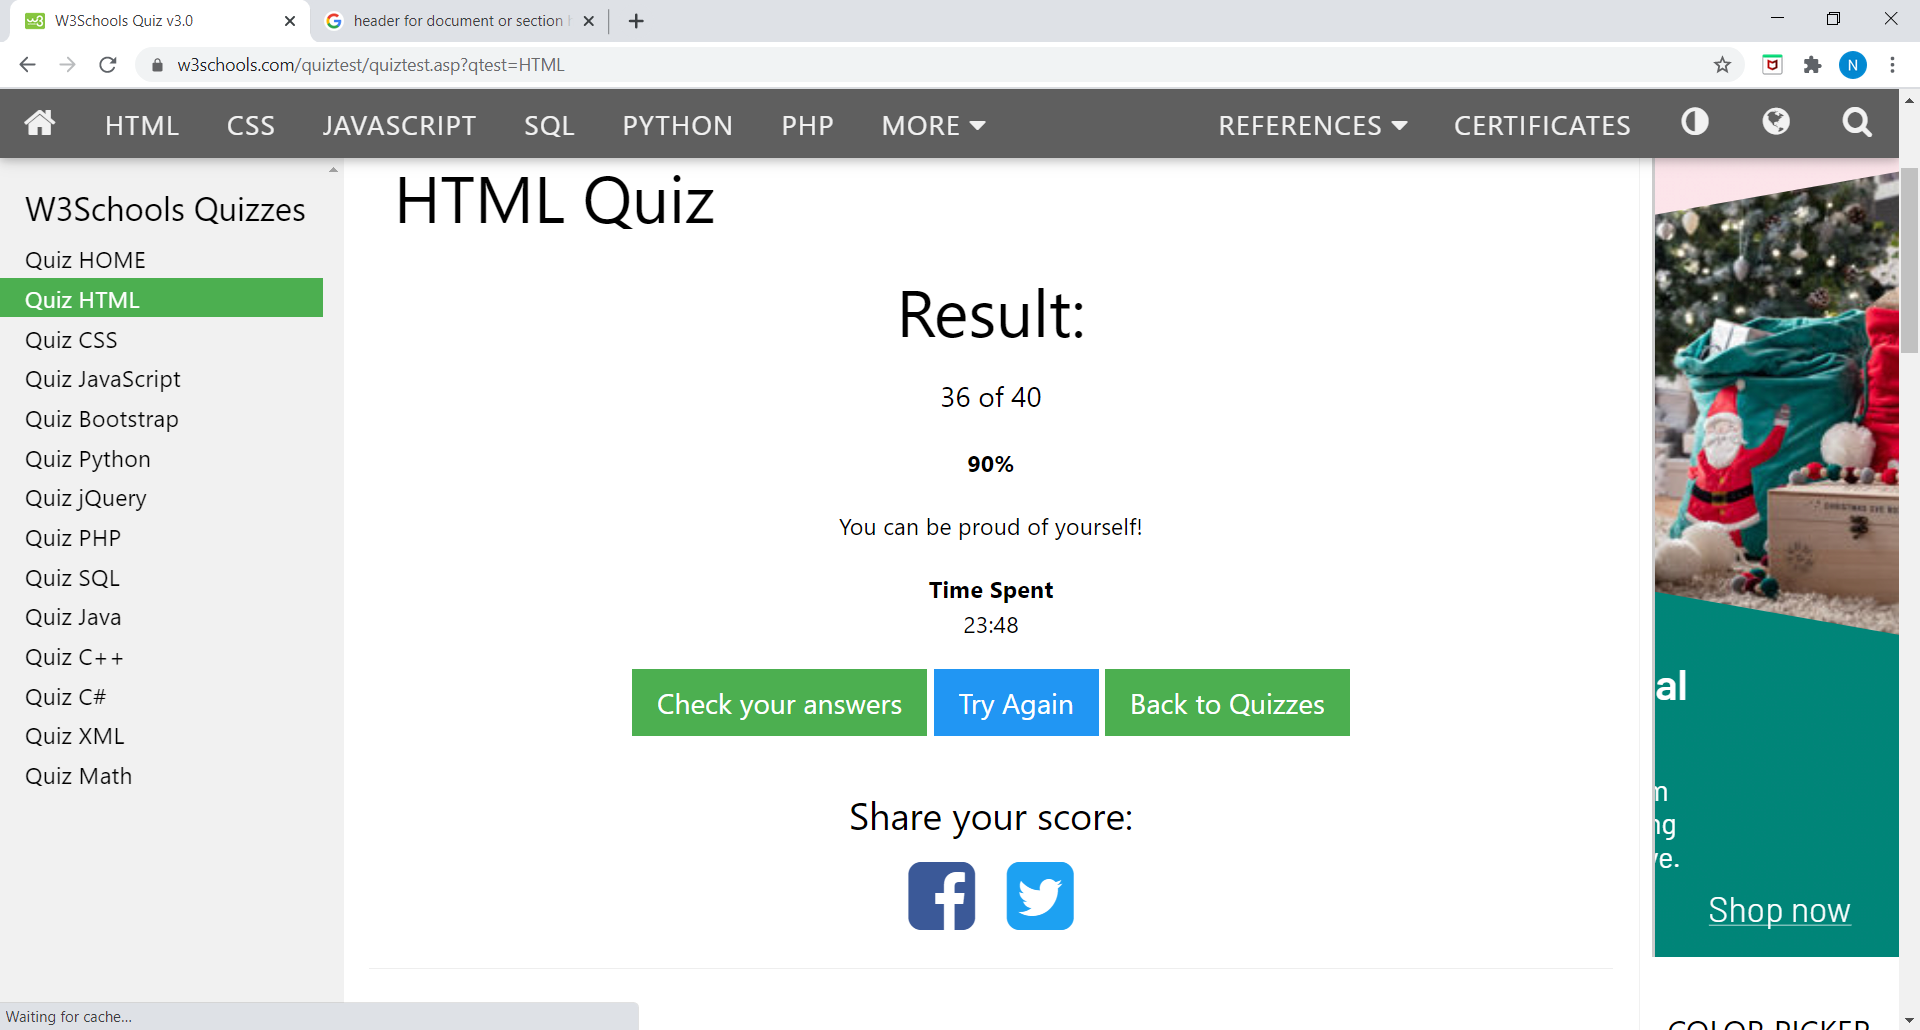 W3Schools Quiz v3.0
header for document or section
w3schools.com/quiztest/quiztest.asp?qtest=HTML
N
HTML CSS JAVASCRIPT SQL PYTHON PHP MORE REFERENCES CERTIFICATES
W3Schools Quizzes
Quiz HOME
Quiz HTML
Quiz CSS
Quiz JavaScript
Quiz Bootstrap
Quiz Python
Quiz jQuery
Quiz PHP
Quiz SQL
Quiz Java
Quiz C++
Quiz C#
Quiz XML
Quiz Math
HTML Quiz
Result:
36 of 40
90%
You can be proud of yourself!
Time Spent
23:48
Check your answers
Try Again
Back to Quizzes
Share your score:
CHRISTMAS EVE BO
al
m
ng
ve.
Shop now
COLOR PICKER
Waiting for cache...